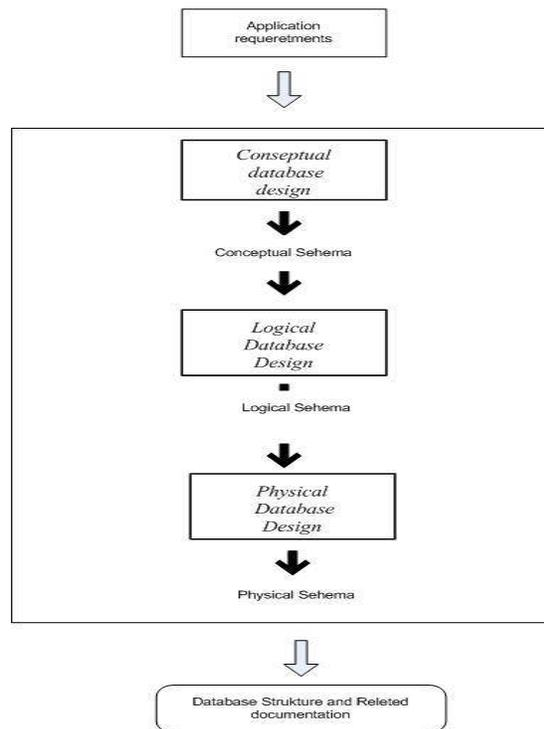 Application
requeretments
Conseptual
database
design
Conceptual Sehema
Logical
Database
Design
Logical Sehema
Physical
Database
Design
Physical Sehema
Database Strukture and Releted
documentation